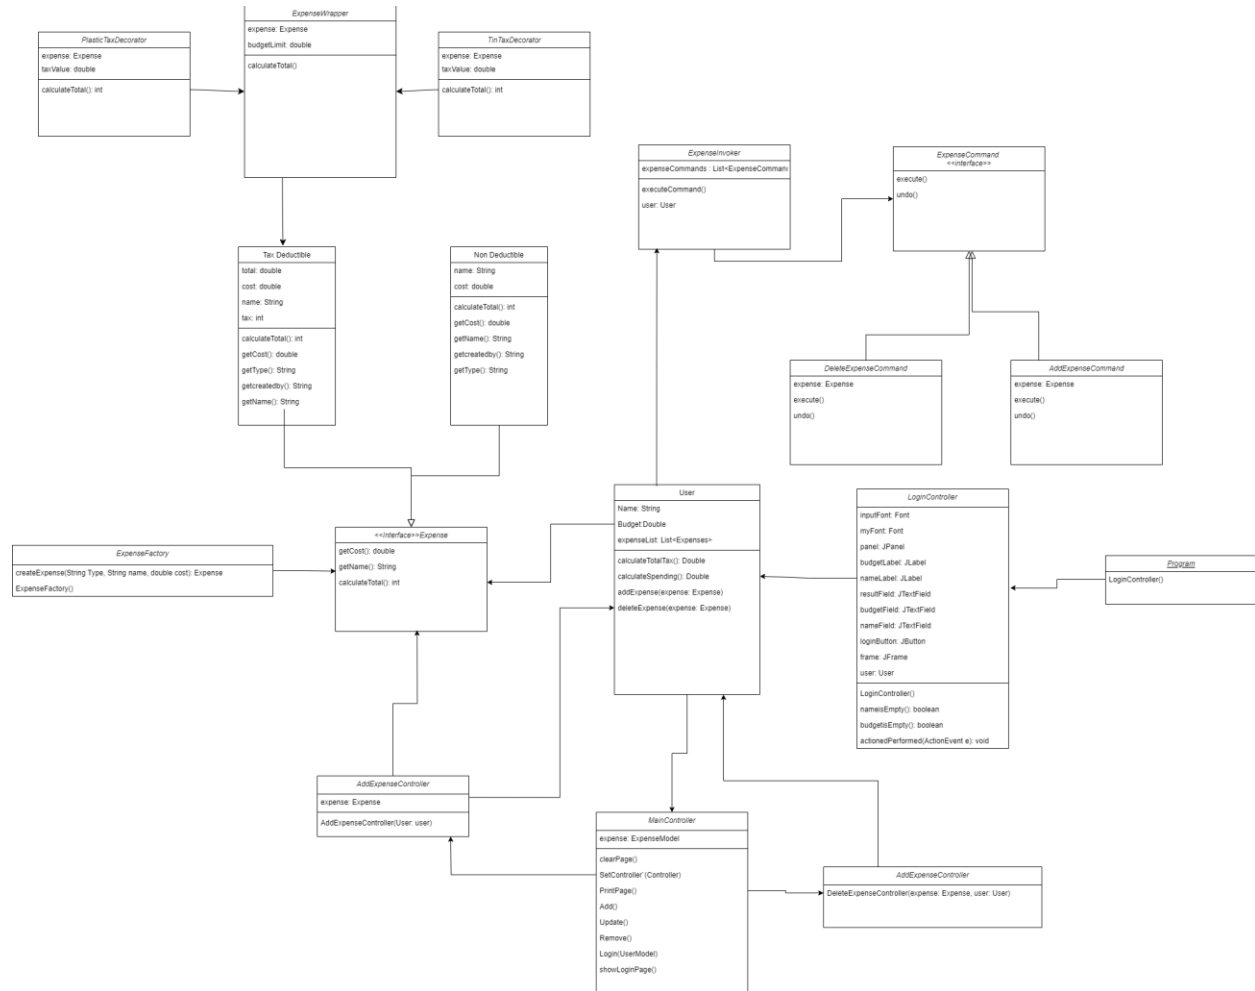 ExpenseWrapper
expense: Expense
budgetLimit: double
calculateTotal()
PlasticTaxDecorator
expense: Expense
taxValue: double
calculateTotal(): int
TinTaxDecorator
expense: Expense
taxValue: double
calculateTotal(): int
ExpenseInvoker
expenseCommands : List<ExpenseCommand
executeCommand()
user: User
ExpenseCommand
<<interface>>
execute()
undo()
Tax Deductible
total: double
cost: double
name: String
tax: int
calculateTotal(): int
getCost(): double
getType(): String
getcreatedby(): String
getName(): String
Non Deductible
name: String
cost: double
calculateTotal(): int
getCost(): double
getName(): String
getcreatedby(): String
getType(): String
DeleteExpenseCommand
expense: Expense
execute()
undo()
AddExpenseCommand
expense: Expense
execute()
undo()
User
Name: String
Budget:Double
expenseList: List<Expenses>
calculateTotalTax(): Double
calculateSpending(): Double
addExpense(expense: Expense)
deleteExpense(expense: Expense)
LoginController
inputFont: Font
myFont: Font
panel: JPanel
budgetLabel: JLabel
nameLabel: JLabel
resultField: JTextField
budgetField: JTextField
nameField: JTextField
loginButton: JButton
frame: JFrame
user: User
LoginController()
nameisEmpty(): boolean
budgetisEmpty(): boolean
actionedPerformed(ActionEvent e): void
Program
LoginController()
<<Interface>>Expense
getCost(): double
getName(): String
calculateTotal(): int
ExpenseFactory
createExpense(String Type, String name, double cost): Expense
ExpenseFactory()
AddExpenseController
expense: Expense
AddExpenseController(User: user)
MainController
expense: ExpenseModel
clearPage()
SetController`(Controller)
PrintPage()
Add()
Update()
Remove()
Login(UserModel)
showLoginPage()
AddExpenseController
DeleteExpenseController(expense: Expense, user: User)